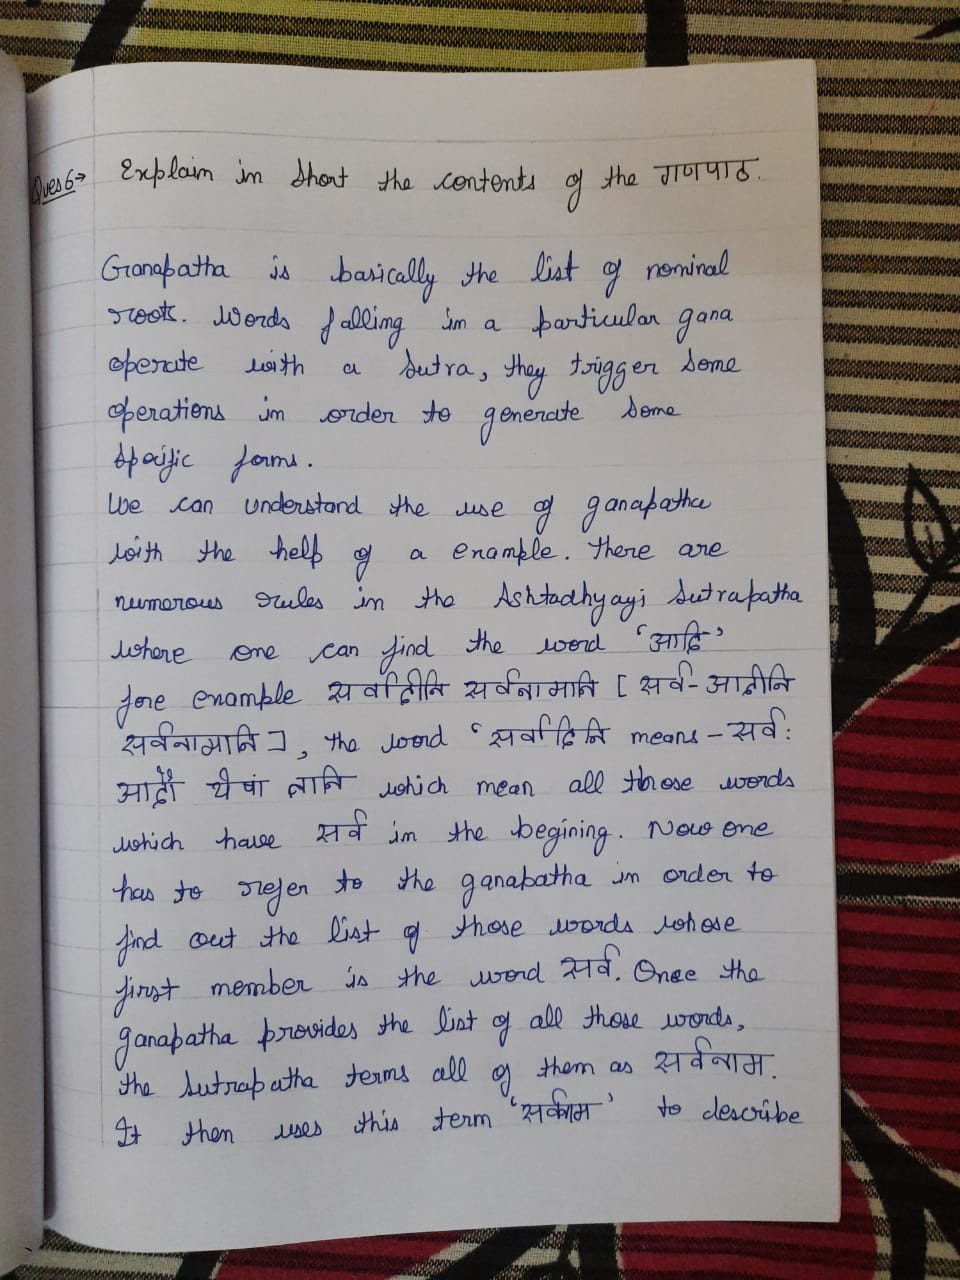 Ques 6→ Explain in short the contents of the गणपाठ.
Ganapatha is basically the list of nominal
roots. Words falling in a particular gana
operate with a sutra, they trigger some
operations in order to generate some
specific forms.
We can understand the use of ganapatha
with the help of a example. There are
numerous rules in the Ashtadhyayi Sutrapatha
where one can find the word 'आदि'
for example सर्वादीनि सर्वनामानि [ सर्व-आदीनि
सर्वनामानि ], the word 'सर्वादिनि means - सर्व:
आदौ येषां तानि which mean all those words
which have सर्व in the begining. Now one
has to refer to the ganapatha in order to
find out the list of those words whose
first member is the word सर्व. Once the
ganapatha provides the list of all those words,
the sutrapatha terms all of them as सर्वनाम.
It then uses this term ' ' to describe